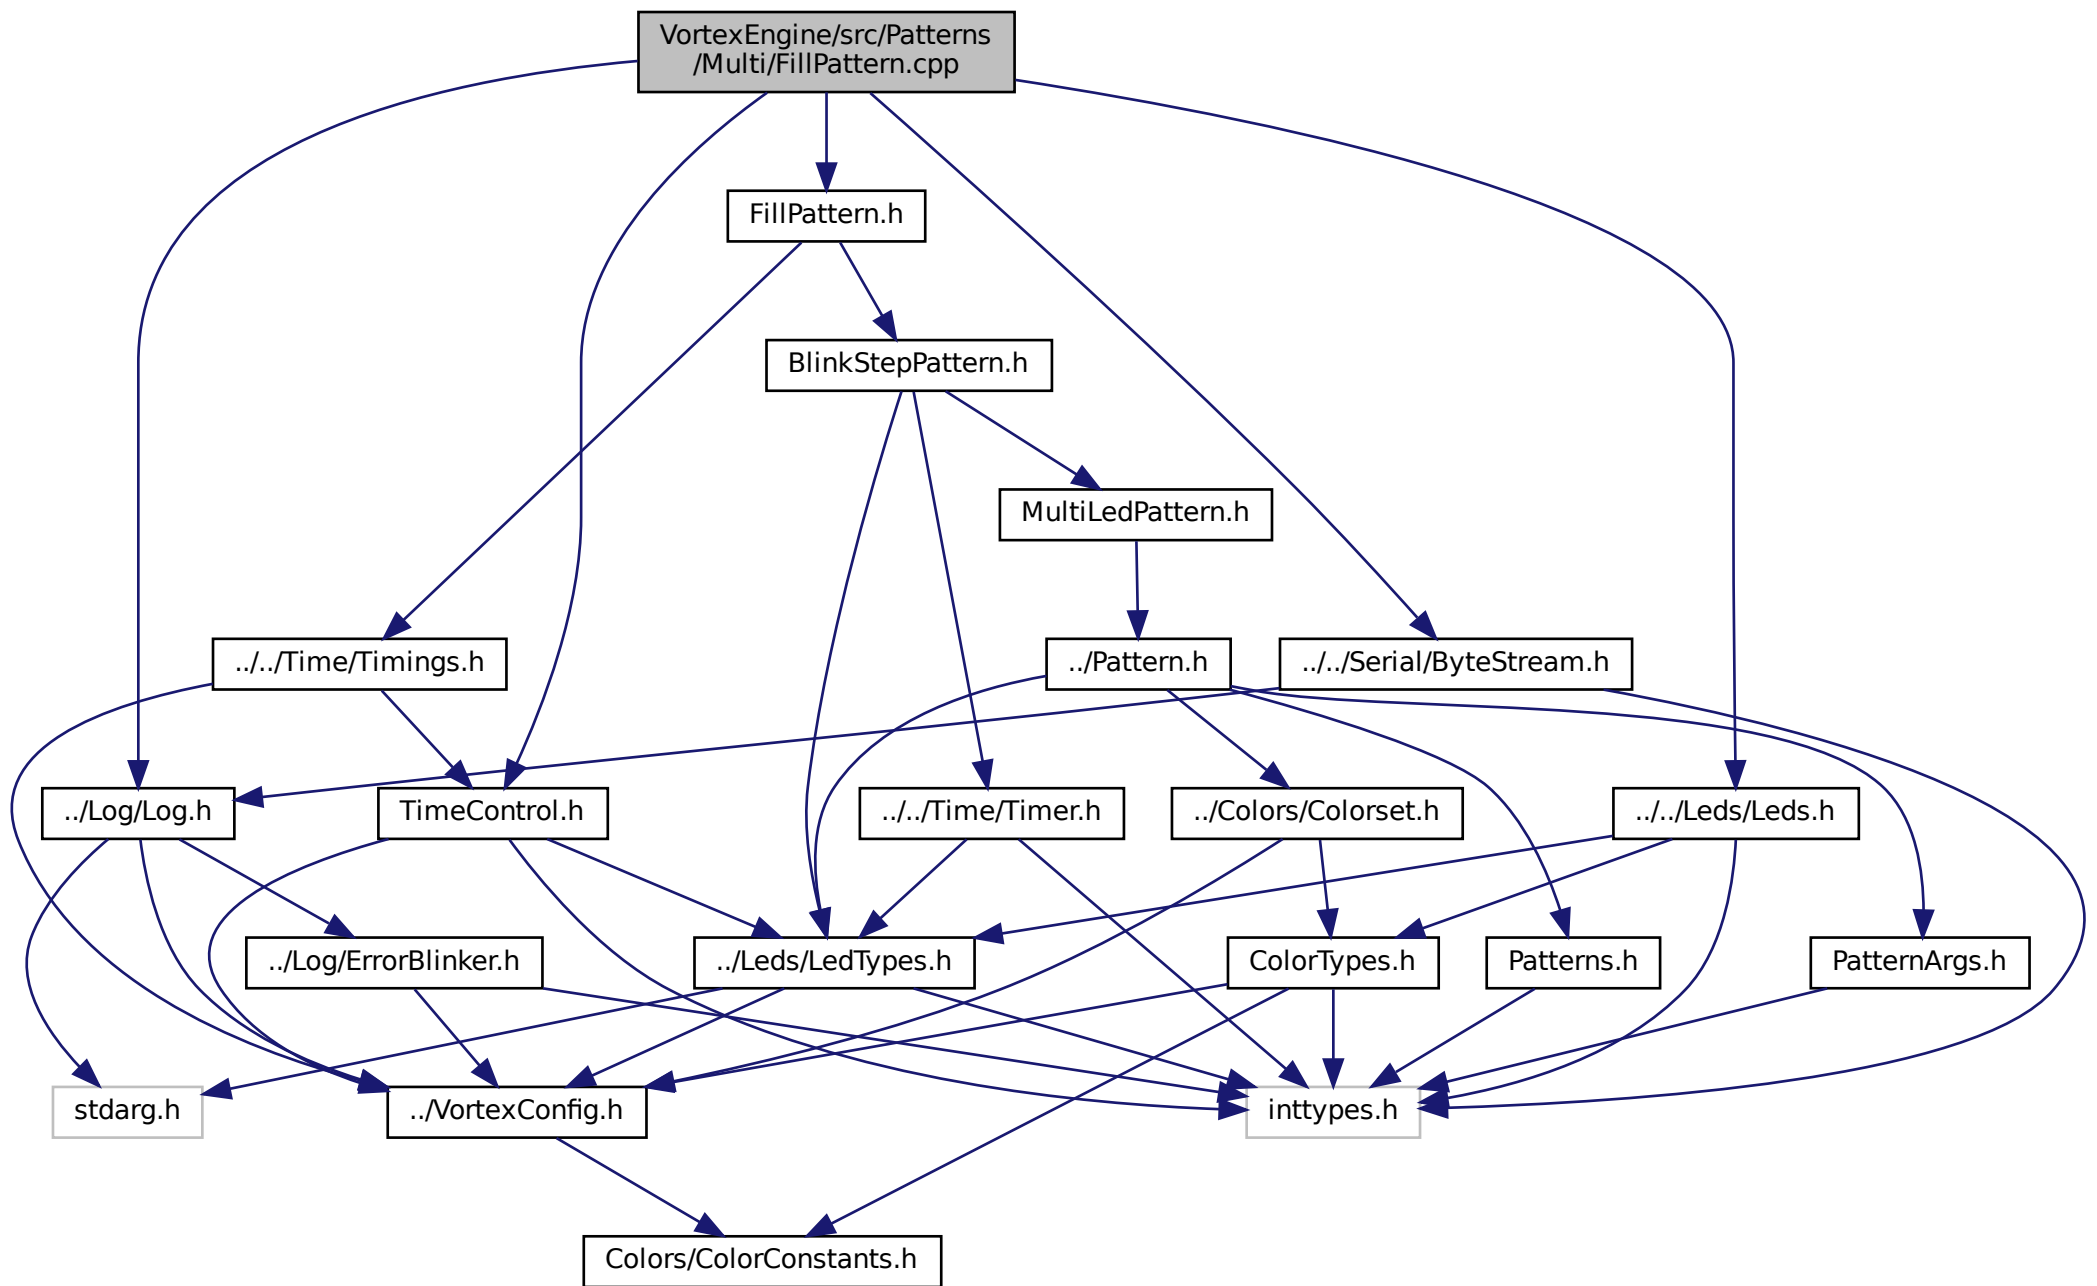 VortexEngine/src/Patterns
/Multi/FillPattern.cpp
FillPattern.h
BlinkStepPattern.h
MultiLedPattern.h
../../Time/Timings.h
../Pattern.h
../../Serial/ByteStream.h
../Log/Log.h
TimeControl.h
../../Time/Timer.h
../Colors/Colorset.h
../../Leds/Leds.h
../Log/ErrorBlinker.h
../Leds/LedTypes.h
ColorTypes.h
Patterns.h
PatternArgs.h
stdarg.h
../VortexConfig.h
inttypes.h
Colors/ColorConstants.h